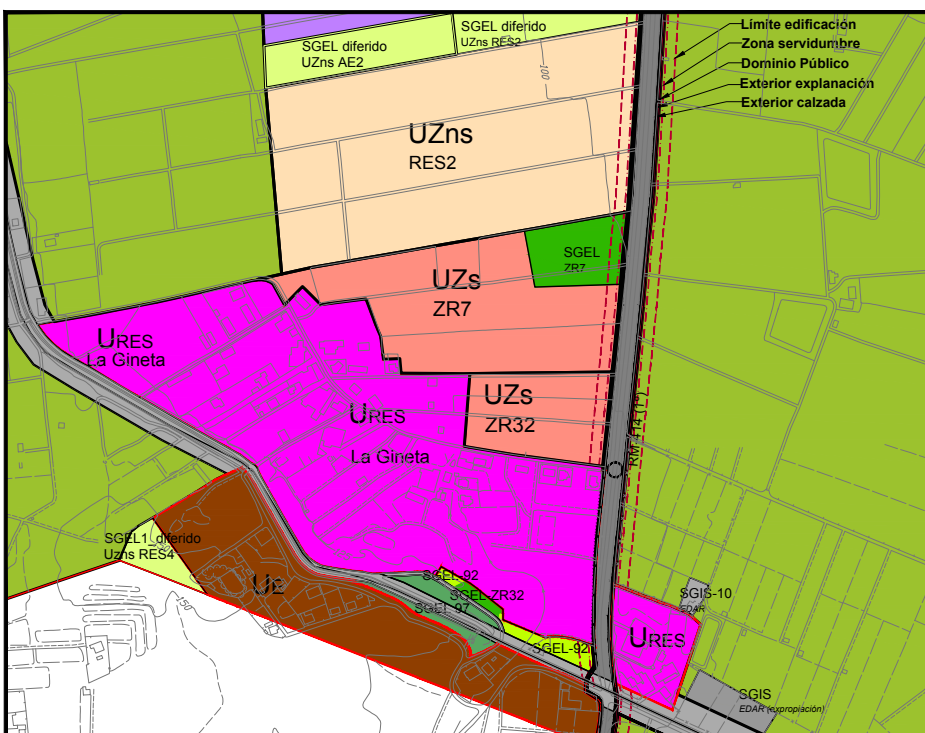 SGEL diferido
UZns AE2
SGEL diferido
UZns RES2
Límite edificación
Zona servidumbre
Dominio Público
Exterior explanación
Exterior calzada
100
UZns
RES2
SGEL
ZR7
UZs
ZR7
URES
La Gineta
URES
La Gineta
UZs
ZR32
SGEL1 diferido
Uzns RES4
150
UE
SGEL-92
SGEL-ZR32
SGEL-97
SGEL-92
SGIS-10
EDAR
URES
SGIS
EDAR (expropiación)